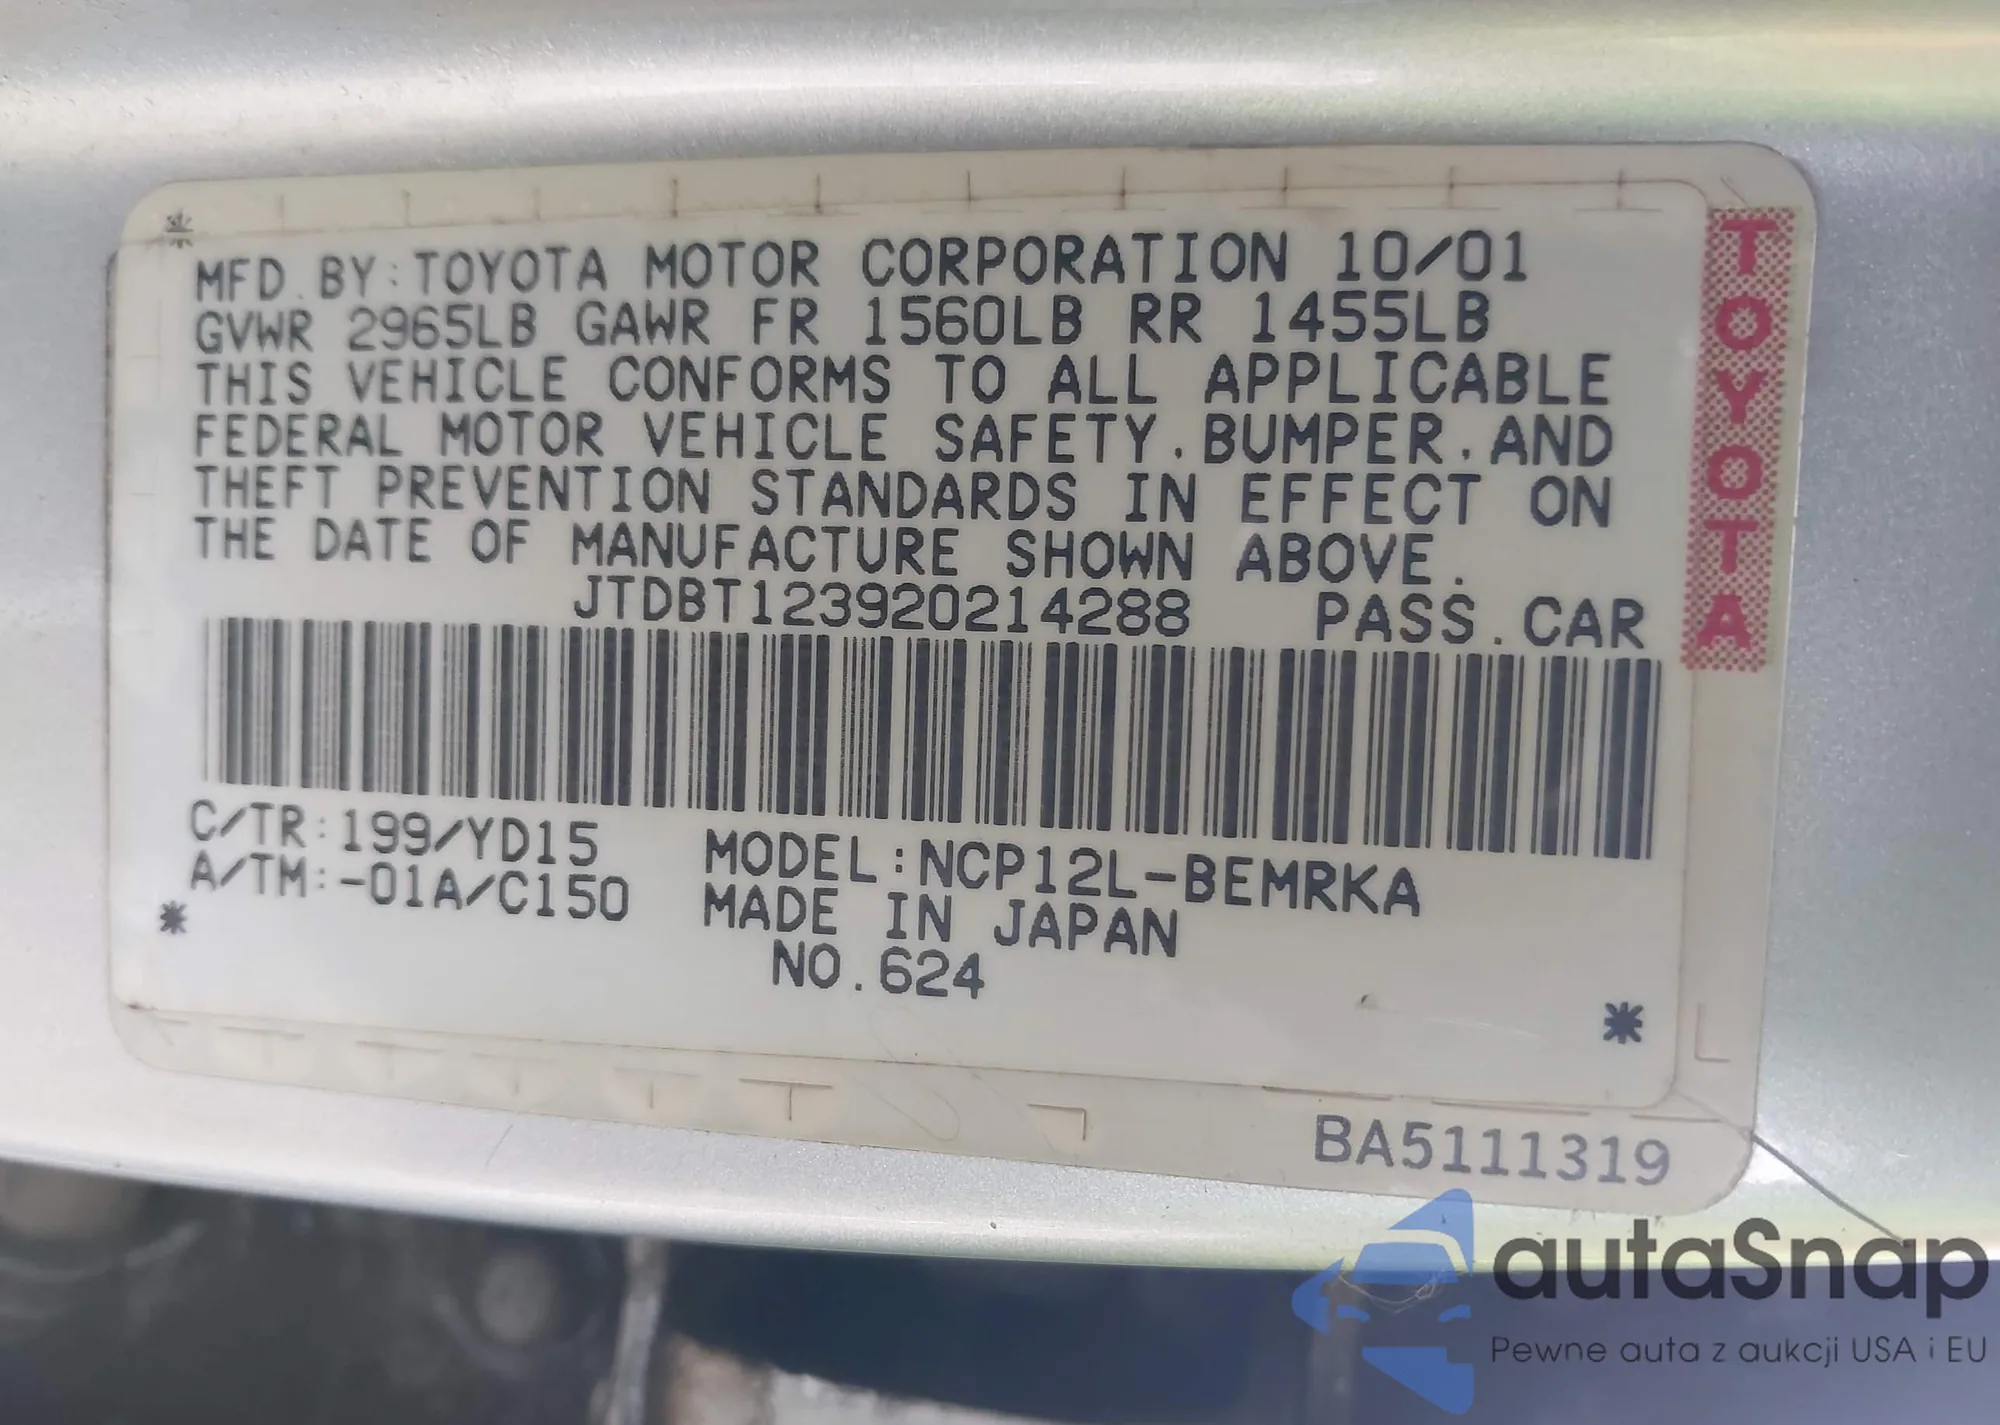 MFD. BY: TOYOTA MOTOR CORPORATION 10/01
GVWR 2965LB GAWR FR 1560LB RR 1455LB
THIS VEHICLE CONFORMS TO ALL APPLICABLE
FEDERAL MOTOR VEHICLE SAFETY. BUMPER. AND
THEFT PREVENTION STANDARDS IN EFFECT ON
THE DATE OF MANUFACTURE SHOWN ABOVE.
JTDBT123920214288 PASS. CAR
TOYOTA
C/TR: 199/YD15
A/TM: -01A/C150
MODEL: NCP12L-BEMRKA
MADE IN JAPAN
NO. 624
BA5111319
autaSnap
Pewne auta z aukcji USA i EU